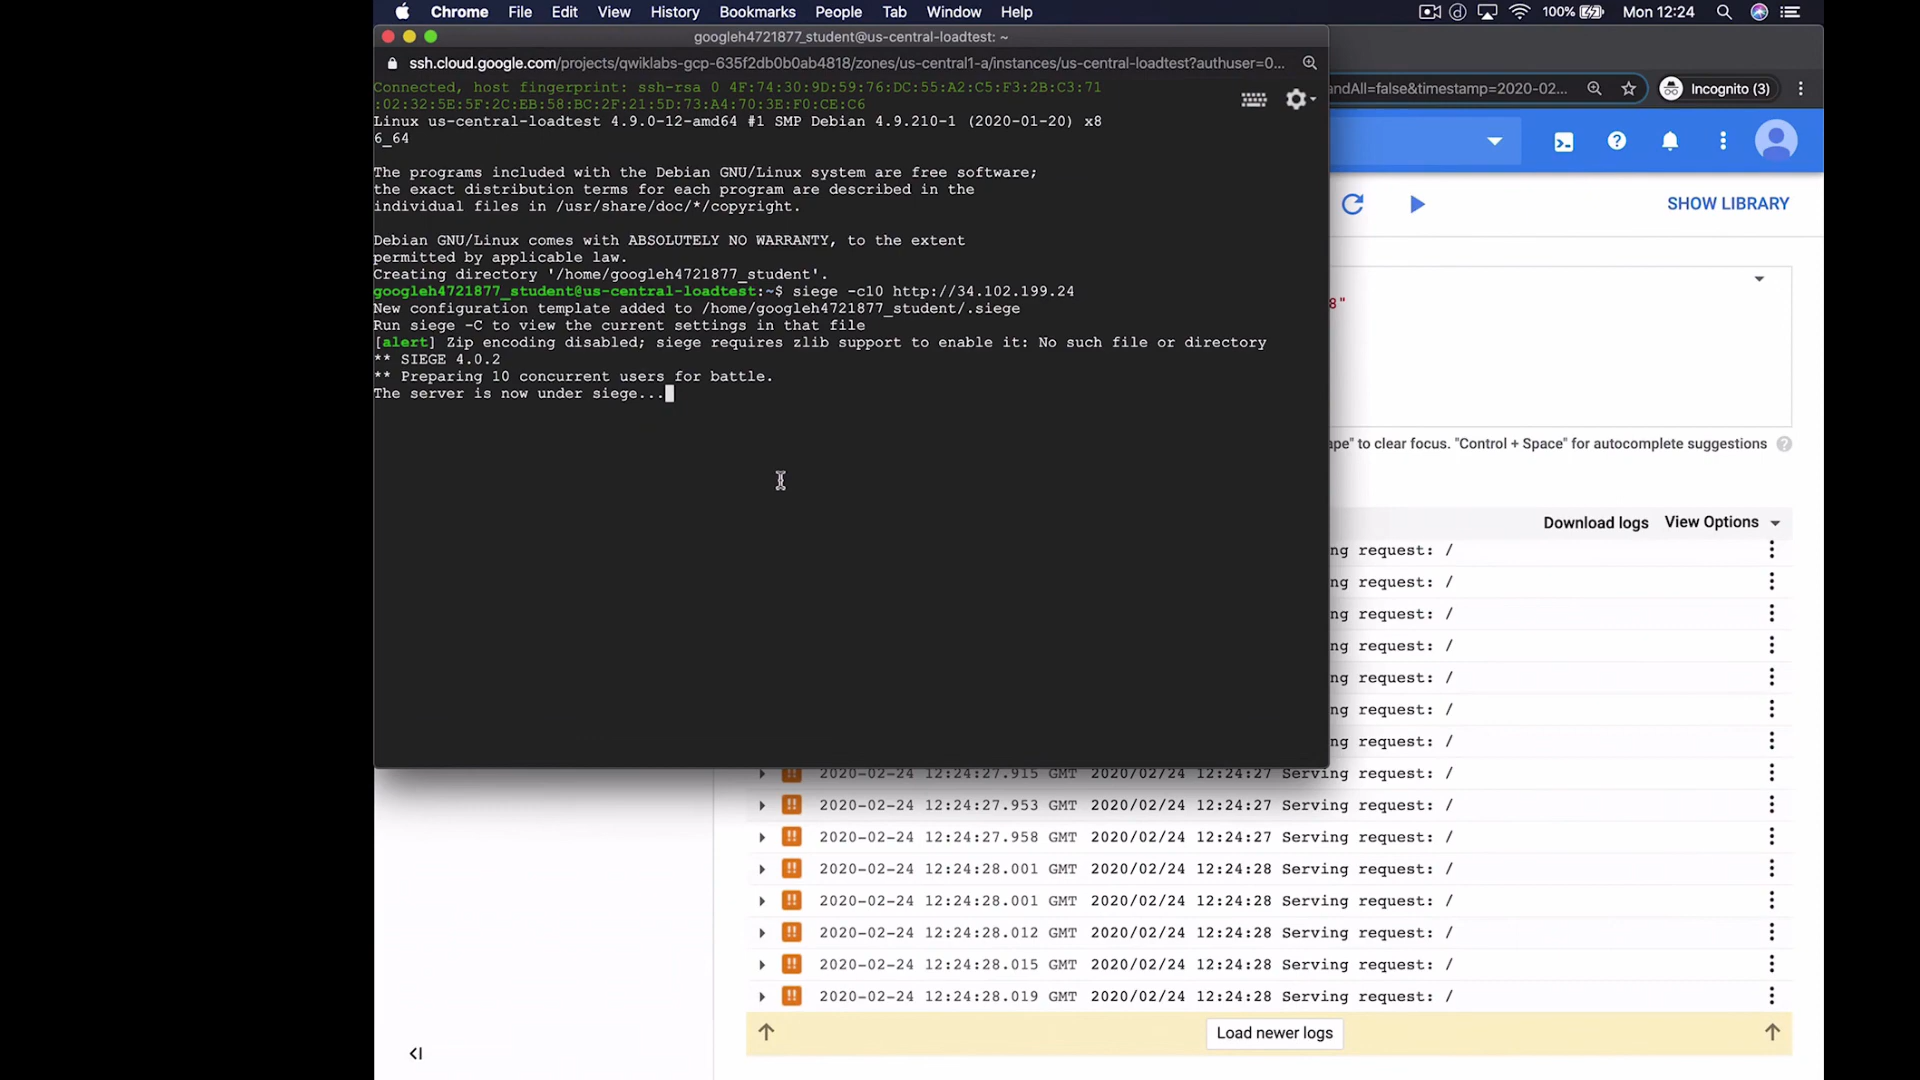 Chrome File Edit View History Bookmarks People Tab Window Help 100% Mon 12:24
googleh4721877_student@us-central-loadtest: ~
ssh.cloud.google.com/projects/qwiklabs-gcp-635f2db0b0ab4818/zones/us-central1-a/instances/us-central-loadtest?authuser=0...
andAll=false&timestamp=2020-02... Incognito (3)
Connected, host fingerprint: ssh-rsa 0 4F:74:30:9D:59:76:DC:55:A2:C5:F3:2B:C3:71
:02:32:5E:5F:2C:EB:58:BC:2F:21:5D:73:A4:70:3E:F0:CE:C6
Linux us-central-loadtest 4.9.0-12-amd64 #1 SMP Debian 4.9.210-1 (2020-01-20) x8
6_64
The programs included with the Debian GNU/Linux system are free software;
the exact distribution terms for each program are described in the
individual files in /usr/share/doc/*/copyright.
Debian GNU/Linux comes with ABSOLUTELY NO WARRANTY, to the extent
permitted by applicable law.
Creating directory '/home/googleh4721877_student'.
googleh4721877_student@us-central-loadtest:~$ siege -c10 http://34.102.199.24
New configuration template added to /home/googleh4721877_student/.siege
Run siege -C to view the current settings in that file
[alert] Zip encoding disabled; siege requires zlib support to enable it: No such file or directory
** SIEGE 4.0.2
** Preparing 10 concurrent users for battle.
The server is now under siege...
SHOW LIBRARY
8"
ape" to clear focus. "Control + Space" for autocomplete suggestions
Download logs View Options
ng request: /
ng request: /
ng request: /
ng request: /
ng request: /
ng request: /
ng request: /
2020-02-24 12:24:27.915 GMT 2020/02/24 12:24:27 Serving request: /
2020-02-24 12:24:27.953 GMT 2020/02/24 12:24:27 Serving request: /
2020-02-24 12:24:27.958 GMT 2020/02/24 12:24:27 Serving request: /
2020-02-24 12:24:28.001 GMT 2020/02/24 12:24:28 Serving request: /
2020-02-24 12:24:28.001 GMT 2020/02/24 12:24:28 Serving request: /
2020-02-24 12:24:28.012 GMT 2020/02/24 12:24:28 Serving request: /
2020-02-24 12:24:28.015 GMT 2020/02/24 12:24:28 Serving request: /
2020-02-24 12:24:28.019 GMT 2020/02/24 12:24:28 Serving request: /
Load newer logs